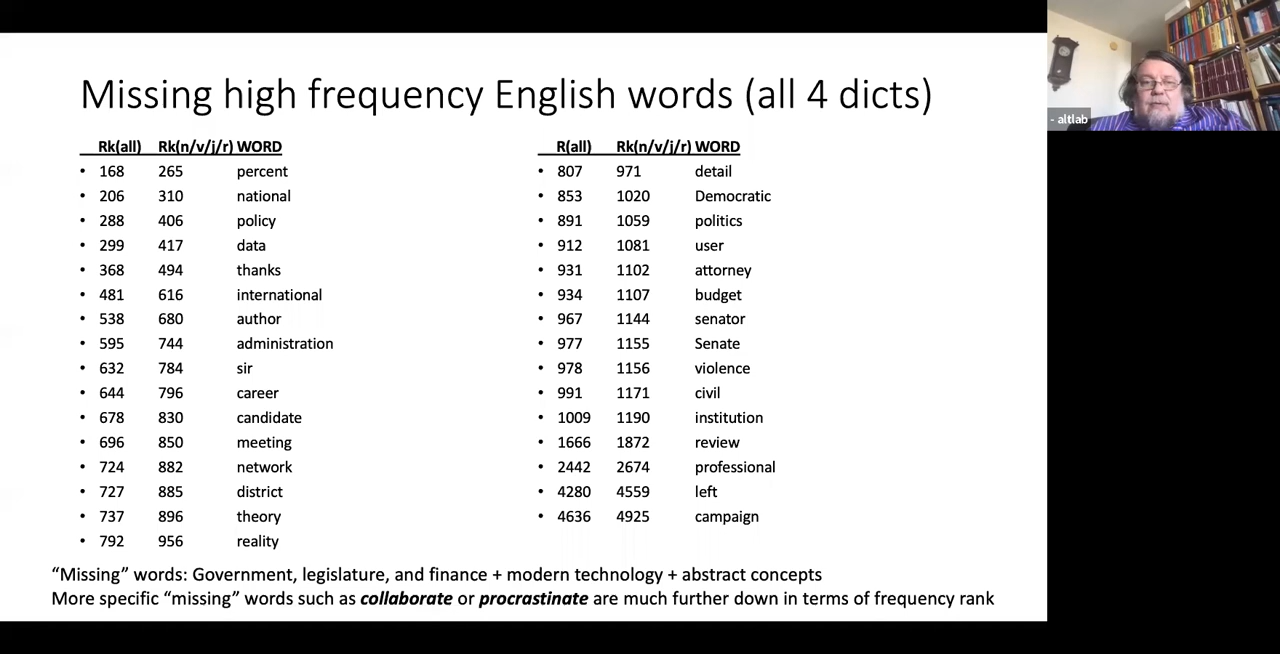 Missing high frequency English words (all 4 dicts)
Rk(all) Rk(n/v/j/r) WORD
• 168 265 percent
• 206 310 national
• 288 406 policy
• 299 417 data
• 368 494 thanks
• 481 616 international
• 538 680 author
• 595 744 administration
• 632 784 sir
• 644 796 career
• 678 830 candidate
• 696 850 meeting
• 724 882 network
• 727 885 district
• 737 896 theory
• 792 956 reality
R(all) Rk(n/v/j/r) WORD
• 807 971 detail
• 853 1020 Democratic
• 891 1059 politics
• 912 1081 user
• 931 1102 attorney
• 934 1107 budget
• 967 1144 senator
• 977 1155 Senate
• 978 1156 violence
• 991 1171 civil
• 1009 1190 institution
• 1666 1872 review
• 2442 2674 professional
• 4280 4559 left
• 4636 4925 campaign
“Missing” words: Government, legislature, and finance + modern technology + abstract concepts
More specific “missing” words such as collaborate or procrastinate are much further down in terms of frequency rank
- altlab